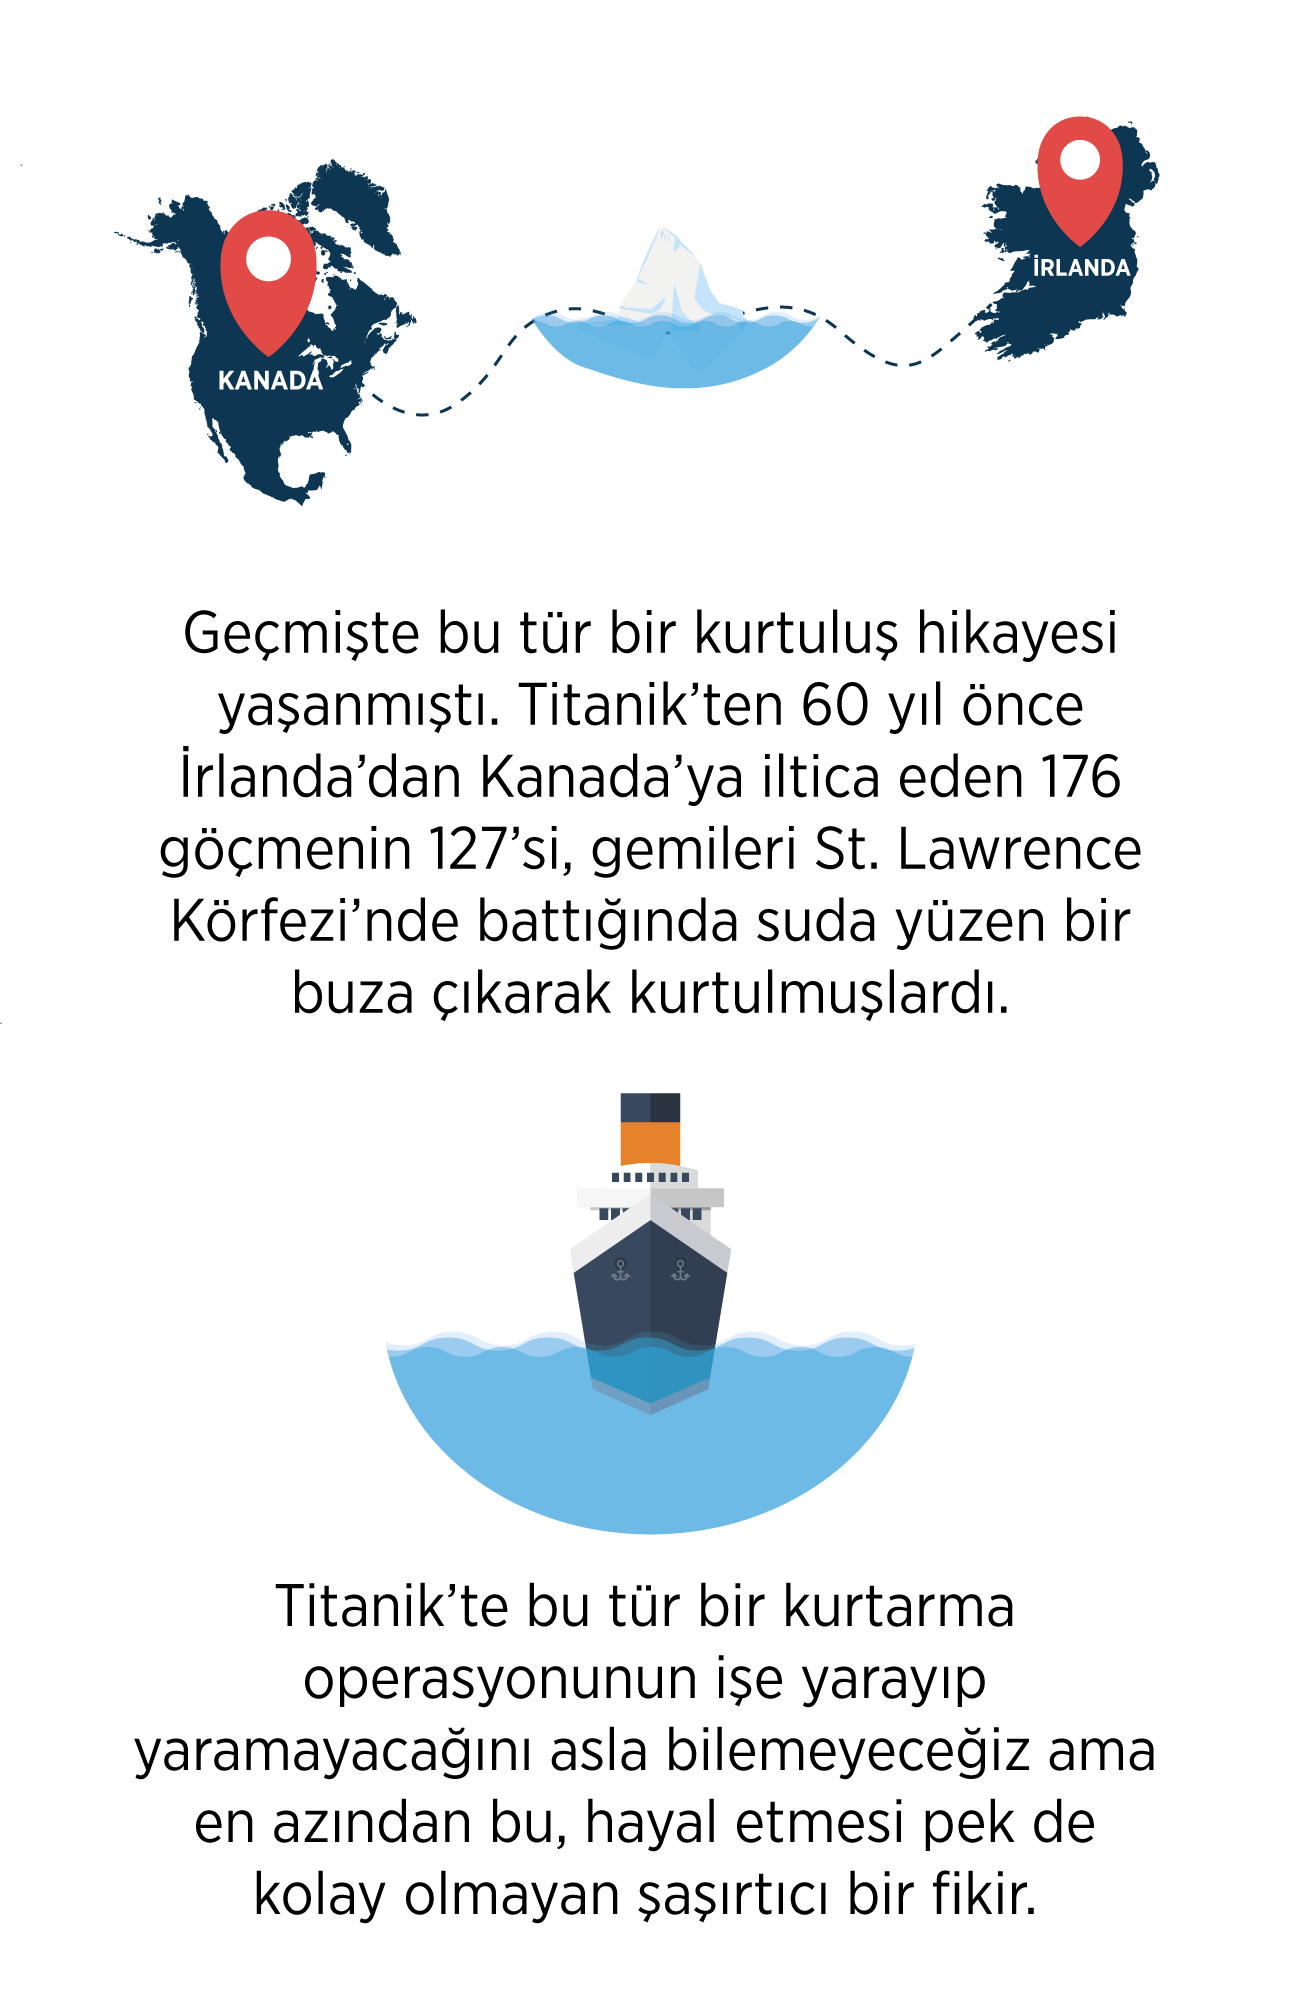 İRLANDA
KANADA
Geçmişte bu tür bir kurtuluş hikayesi
yaşanmıştı. Titanik’ten 60 yıl önce
İrlanda’dan Kanada’ya iltica eden 176
göçmenin 127’si, gemileri St. Lawrence
Körfezi’nde battığında suda yüzen bir
buza çıkarak kurtulmuşlardı.
Titanik’te bu tür bir kurtarma
operasyonunun işe yarayıp
yaramayacağını asla bilemeyeceğiz ama
en azından bu, hayal etmesi pek de
kolay olmayan şaşırtıcı bir fikir.